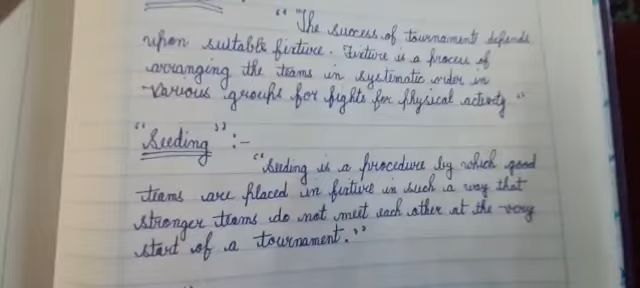 "The success of tournaments depends
upon suitable fixture. Fixture is a process of
arranging the teams in systematic order in
various groups for fights for physical activity"
"Seeding" :-
"Seeding is a procedure by which good
teams are placed in fixture in such a way that
stronger teams do not meet each other at the very
start of a tournament."